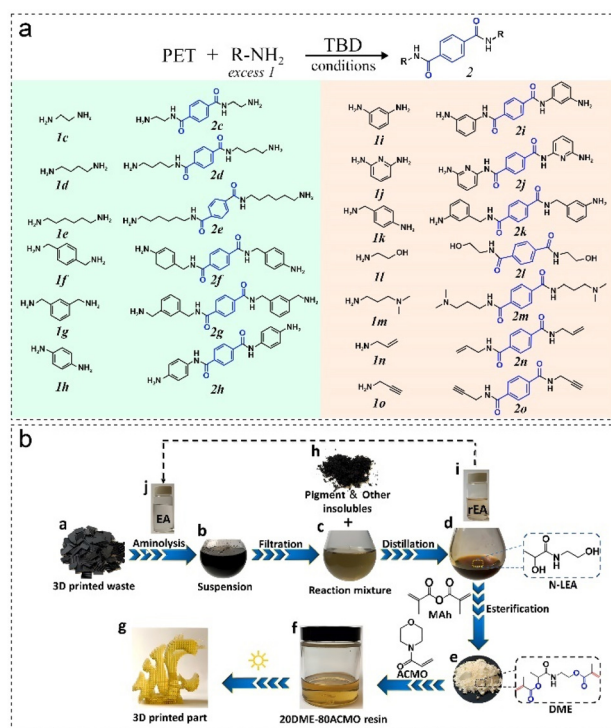 a
PET + R-NH2 TBD
excess 1 conditions 2
1c 2c 1i 2i
1d 2d 1j 2j
1e 2e 1k 2k
1f 2f 1l 2l
1g 2g 1m 2m
1h 2h 1n 2n
1o 2o
b
h
j i
Pigment & Other
insolubles
EA rEA
a b + c d
Aminolysis Filtration Distillation
3D printed waste Suspension Reaction mixture
N-LEA
MAh
Esterification
g f e
ACMO
3D printed part 20DME-80ACMO resin DME